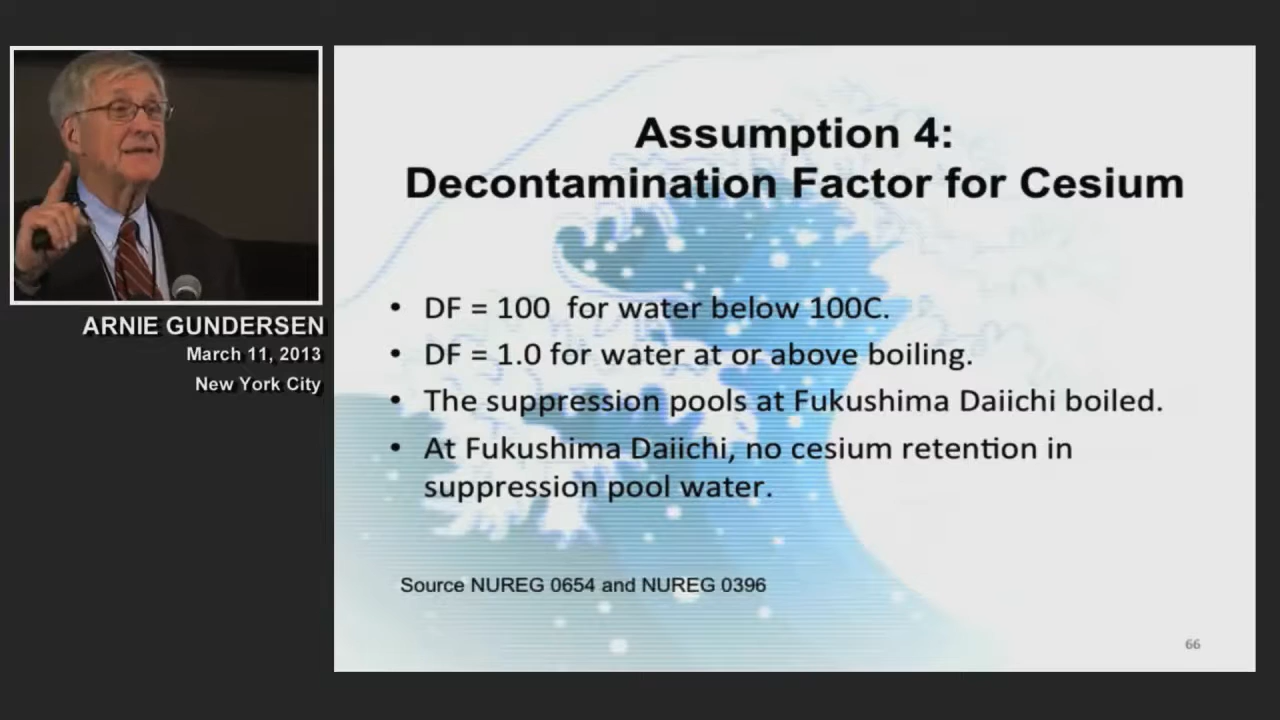 ARNIE GUNDERSEN
March 11, 2013
New York City
Assumption 4:
Decontamination Factor for Cesium
• DF = 100 for water below 100C.
• DF = 1.0 for water at or above boiling.
• The suppression pools at Fukushima Daiichi boiled.
• At Fukushima Daiichi, no cesium retention in
suppression pool water.
Source NUREG 0654 and NUREG 0396
66